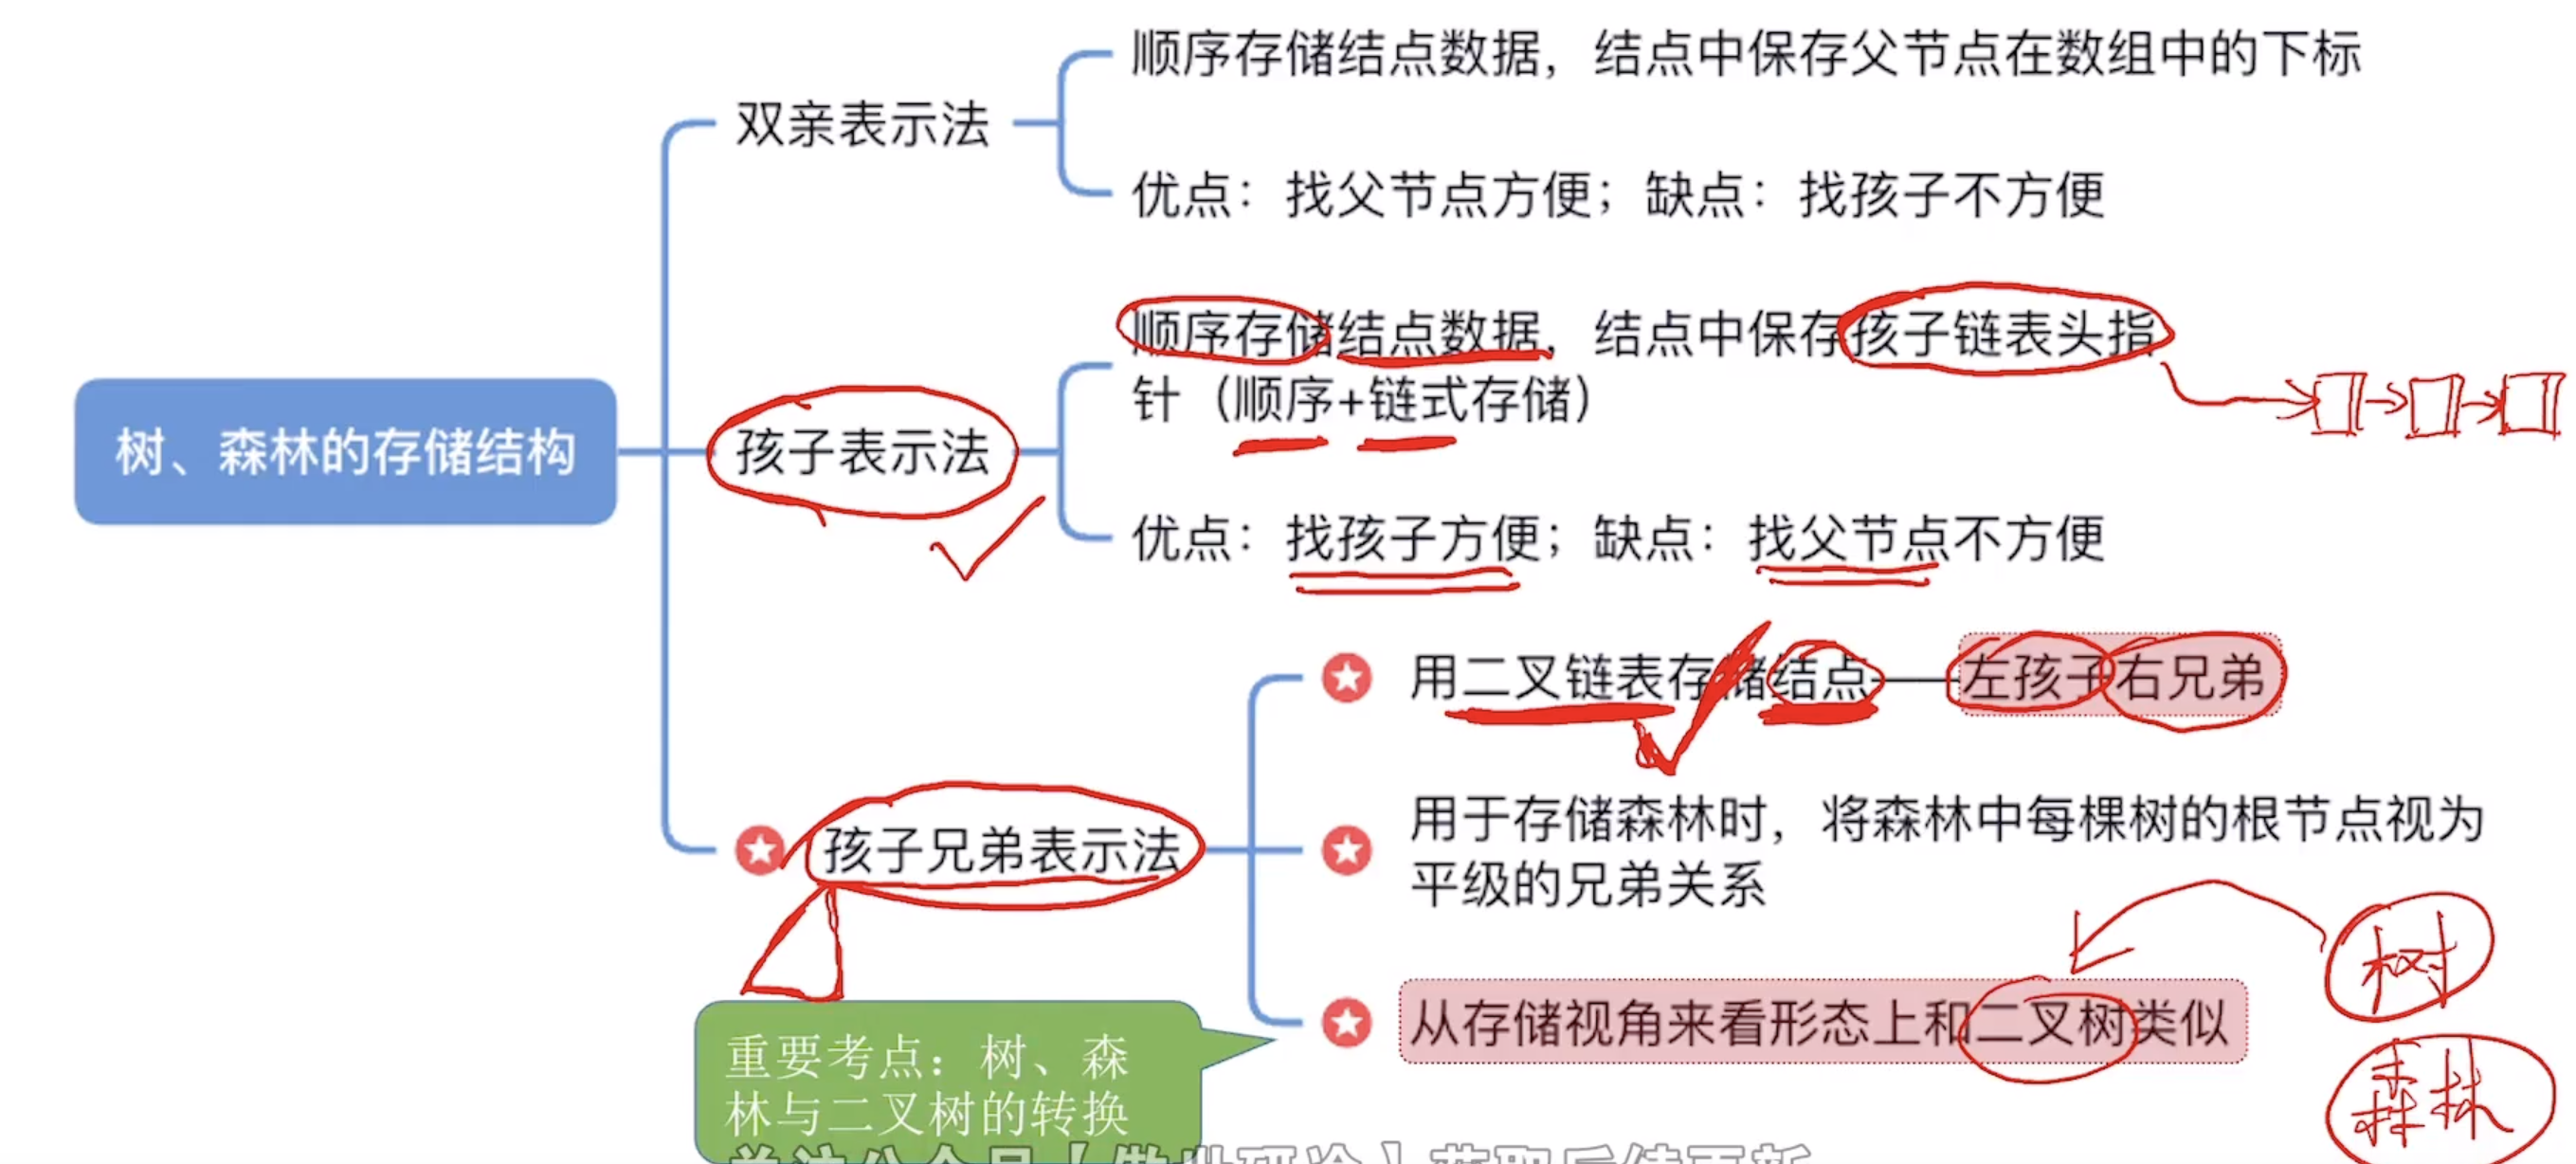 顺序存储结点数据，结点中保存父节点在数组中的下标
双亲表示法
优点：找父节点方便；缺点：找孩子不方便
顺序存储结点数据，结点中保存孩子链表头指
针（顺序+链式存储）
树、森林的存储结构
孩子表示法
优点：找孩子方便；缺点：找父节点不方便
用二叉链表存储结点
左孩子右兄弟
孩子兄弟表示法
用于存储森林时，将森林中每棵树的根节点视为
平级的兄弟关系
树
从存储视角来看形态上和二叉树类似
森林
重要考点：树、森
林与二叉树的转换